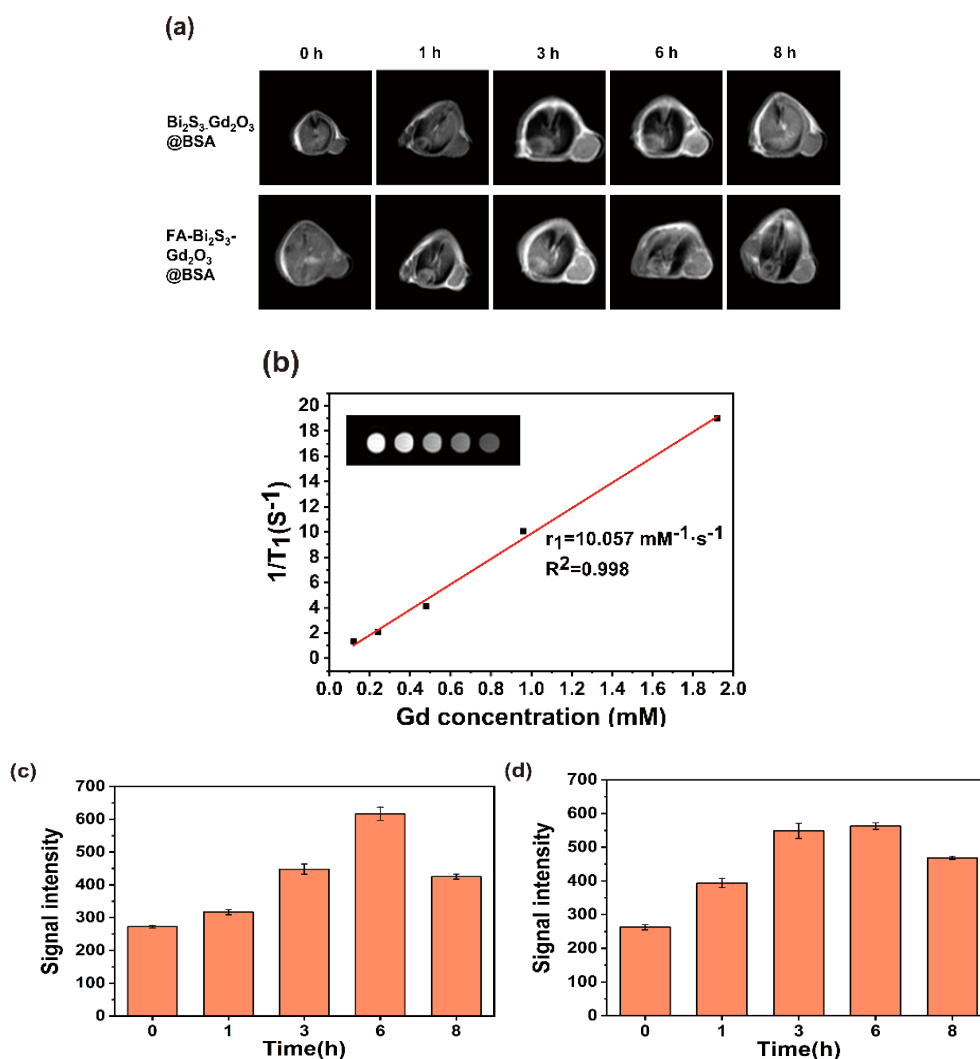 (a)
0 h 1 h 3 h 6 h 8 h
Bi₂S₃-Gd₂O₃
@BSA
FA-Bi₂S₃-
Gd₂O₃
@BSA
(b)
20
18
16
14
12
10
8
6
4
2
0
1/T₁(S⁻¹)
r₁=10.057 mM⁻¹·s⁻¹
R²=0.998
0.0 0.2 0.4 0.6 0.8 1.0 1.2 1.4 1.6 1.8 2.0
Gd concentration (mM)
(c)
700
600
500
400
300
200
100
0
Signal intensity
0 1 3 6 8
Time(h)
(d)
700
600
500
400
300
200
100
0
Signal intensity
0 1 3 6 8
Time(h)